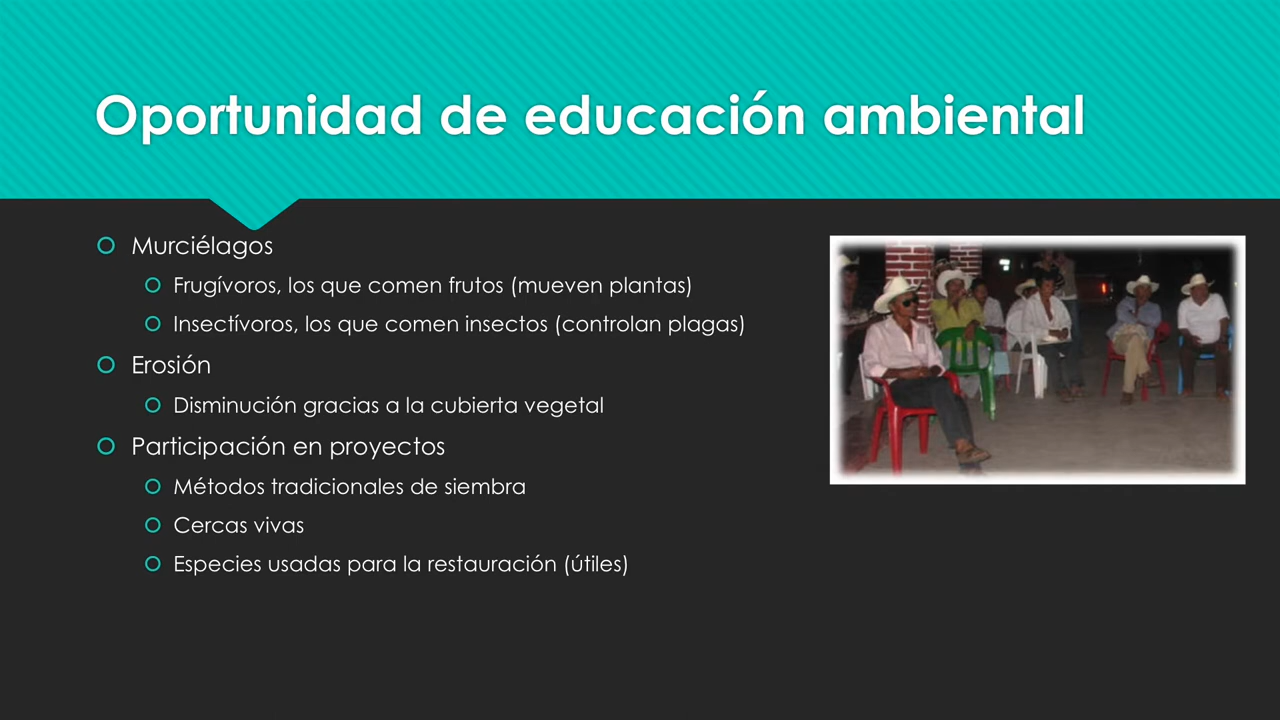 Oportunidad de educación ambiental
Murciélagos
Frugívoros, los que comen frutos (mueven plantas)
Insectívoros, los que comen insectos (controlan plagas)
Erosión
Disminución gracias a la cubierta vegetal
Participación en proyectos
Métodos tradicionales de siembra
Cercas vivas
Especies usadas para la restauración (útiles)